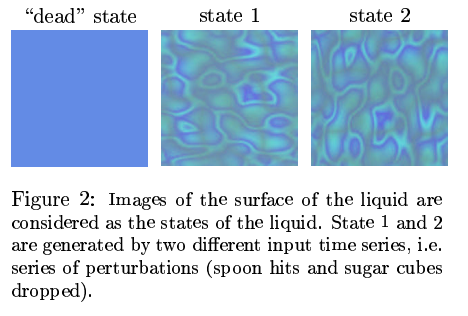 “dead” state state 1 state 2
Figure 2: Images of the surface of the liquid are
considered as the states of the liquid. State 1 and 2
are generated by two different input time series, i.e.
series of perturbations (spoon hits and sugar cubes
dropped).